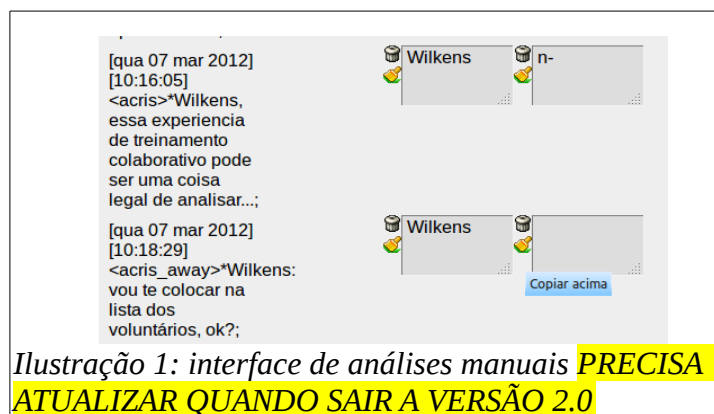 [qua 07 mar 2012]
[10:16:05]
<acris>*Wilkens,
essa experiencia
de treinamento
colaborativo pode
ser uma coisa
legal de analisar...;
Wilkens
n-
[qua 07 mar 2012]
[10:18:29]
<acris_away>*Wilkens:
vou te colocar na
lista dos
voluntários, ok?;
Wilkens
Copiar acima
Ilustração 1: interface de análises manuais PRECISA
ATUALIZAR QUANDO SAIR A VERSÃO 2.0